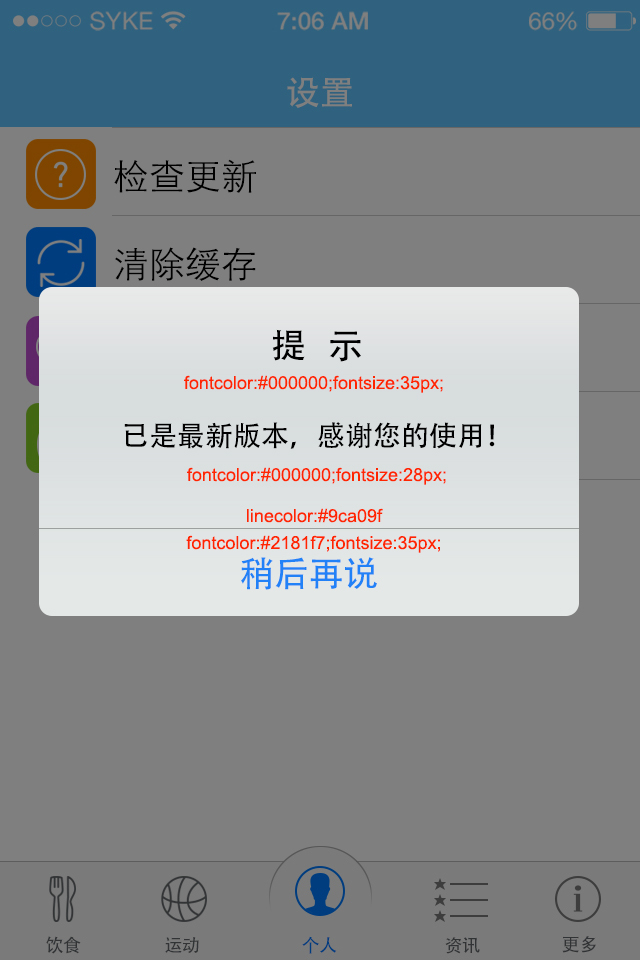 SYKE 7:06 AM 66%
设置
检查更新
清除缓存
提 示
fontcolor:#000000;fontsize:35px;
已是最新版本，感谢您的使用！
fontcolor:#000000;fontsize:28px;
linecolor:#9ca09f
fontcolor:#2181f7;fontsize:35px;
稍后再说
饮食 运动 个人 资讯 更多